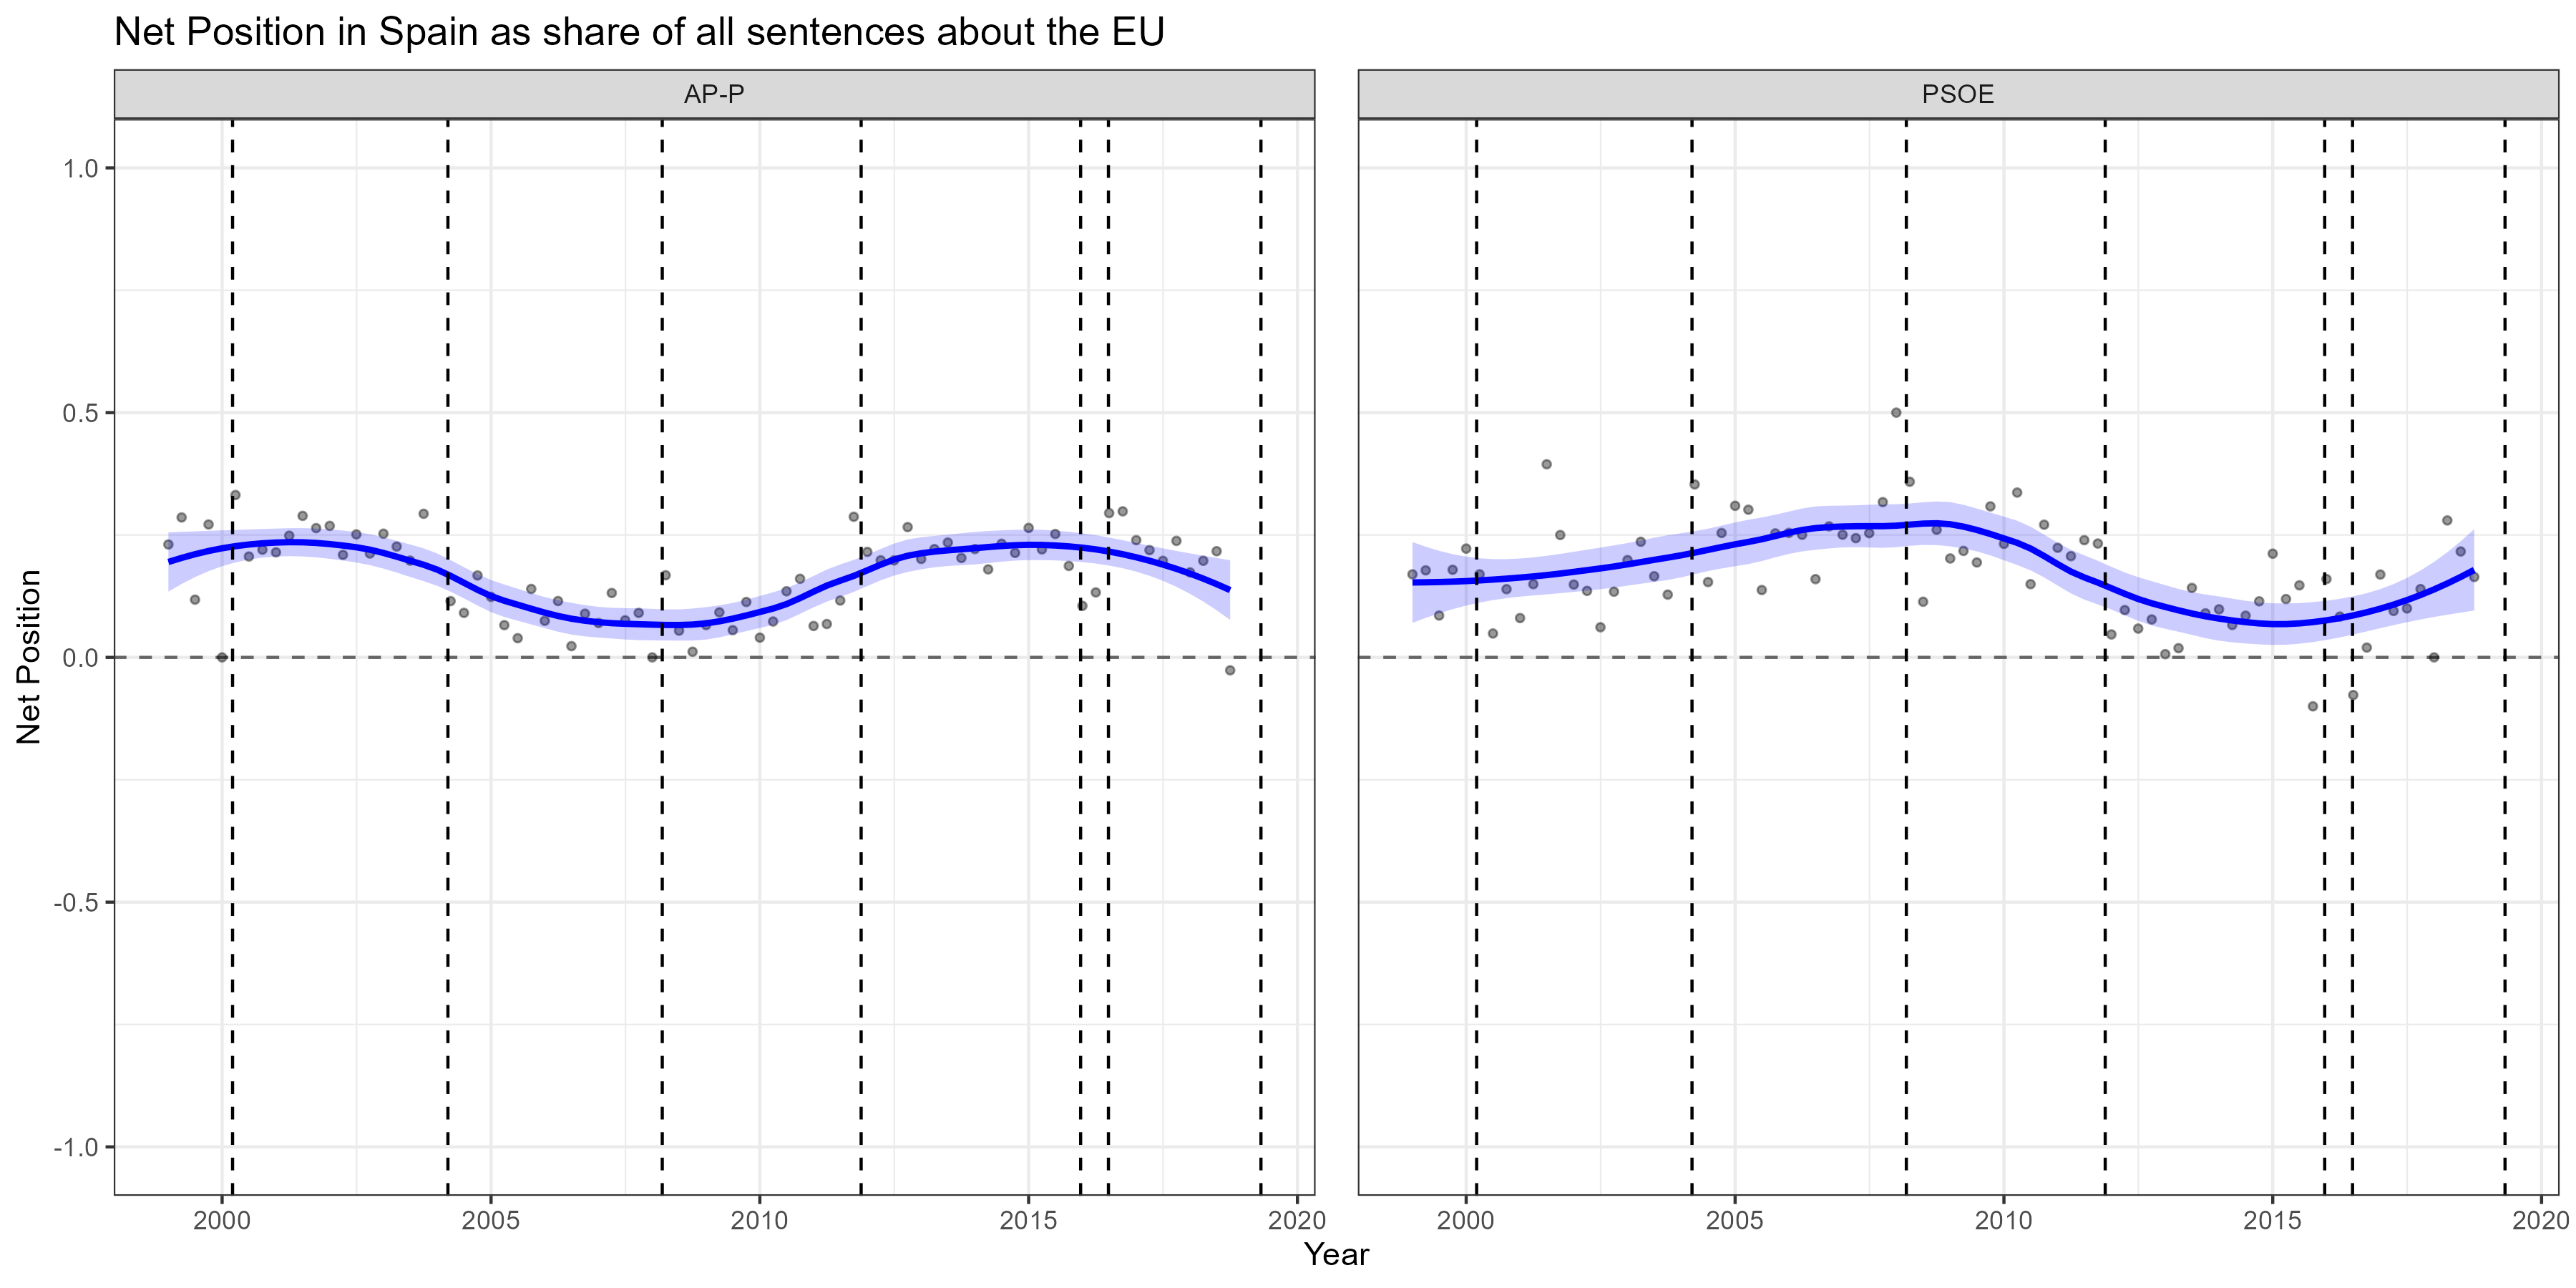 Net Position in Spain as share of all sentences about the EU
AP-P
PSOE
Net Position
1.0
0.5
0.0
-0.5
-1.0
2000 2005 2010 2015 2020
2000 2005 2010 2015 2020
Year